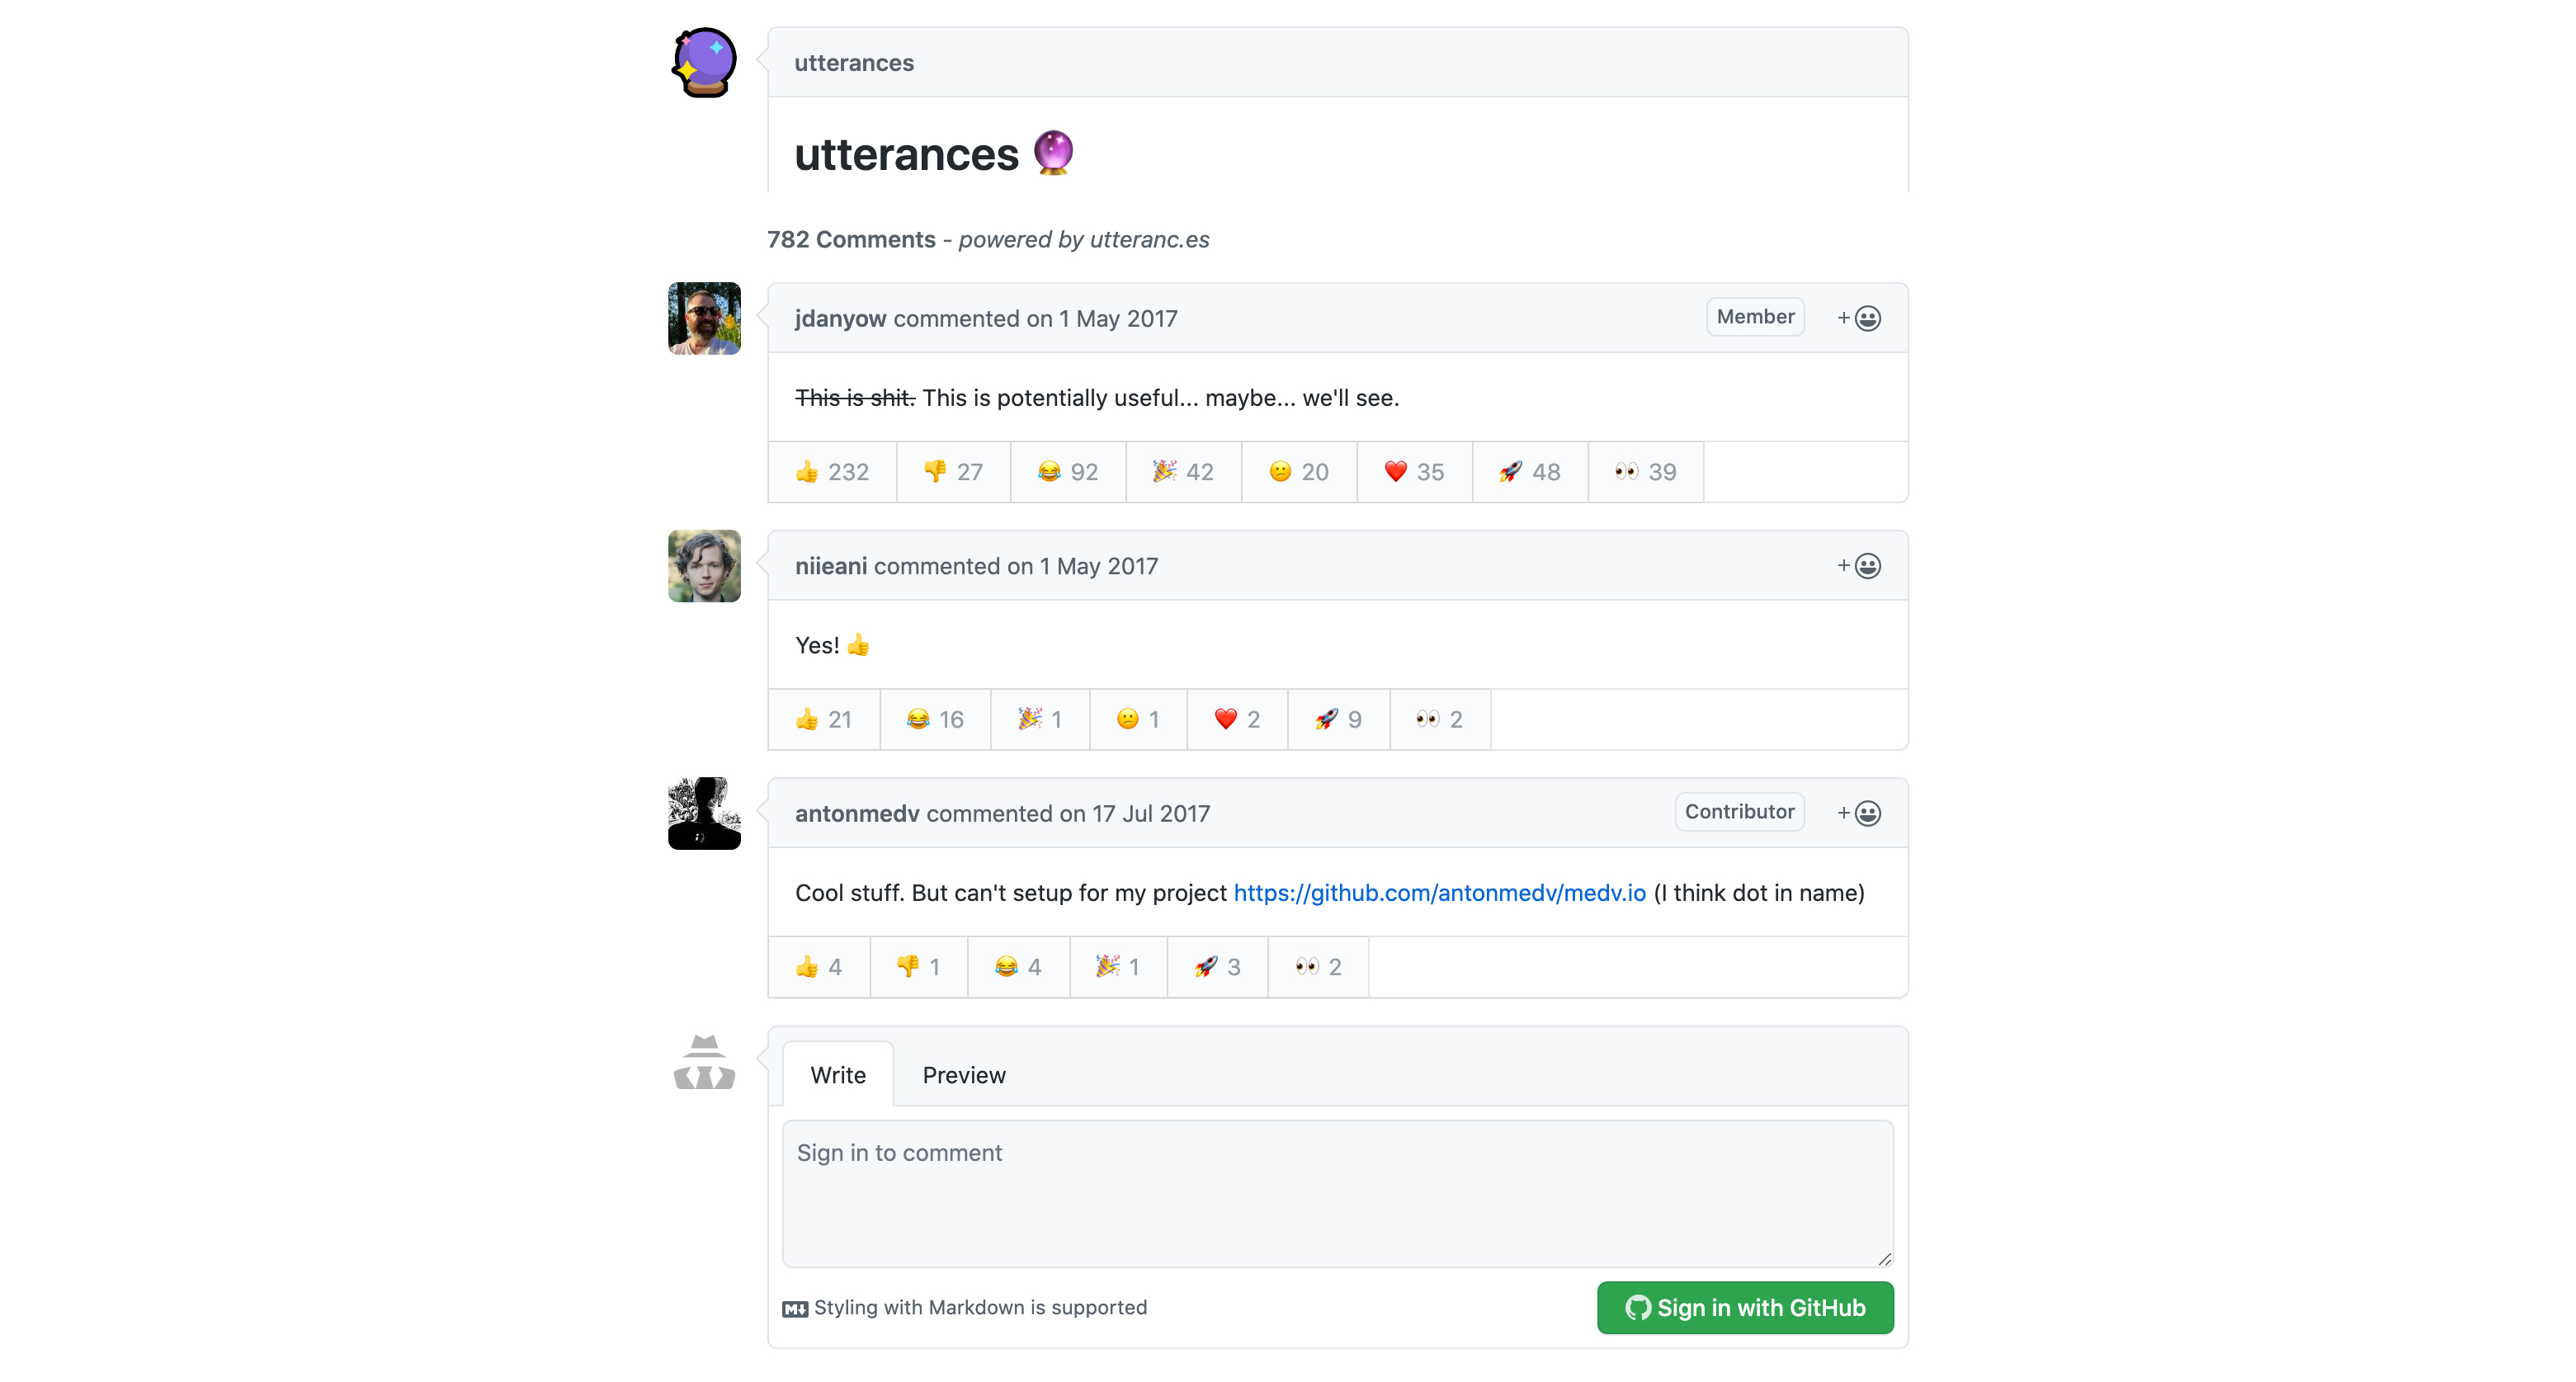 utterances
utterances 🔮
782 Comments - powered by utteranc.es
jdanyow commented on 1 May 2017 Member +
This is shit. This is potentially useful... maybe... we'll see.
👍 232 👎 27 😂 92 🎉 42 😕 20 ❤️ 35 🚀 48 👀 39
niieani commented on 1 May 2017 +
Yes! 👍
👍 21 😂 16 🎉 1 😕 1 ❤️ 2 🚀 9 👀 2
antonmedv commented on 17 Jul 2017 Contributor +
Cool stuff. But can't setup for my project https://github.com/antonmedv/medv.io (I think dot in name)
👍 4 👎 1 😂 4 🎉 1 🚀 3 👀 2
Write Preview
Sign in to comment
M↓ Styling with Markdown is supported Sign in with GitHub